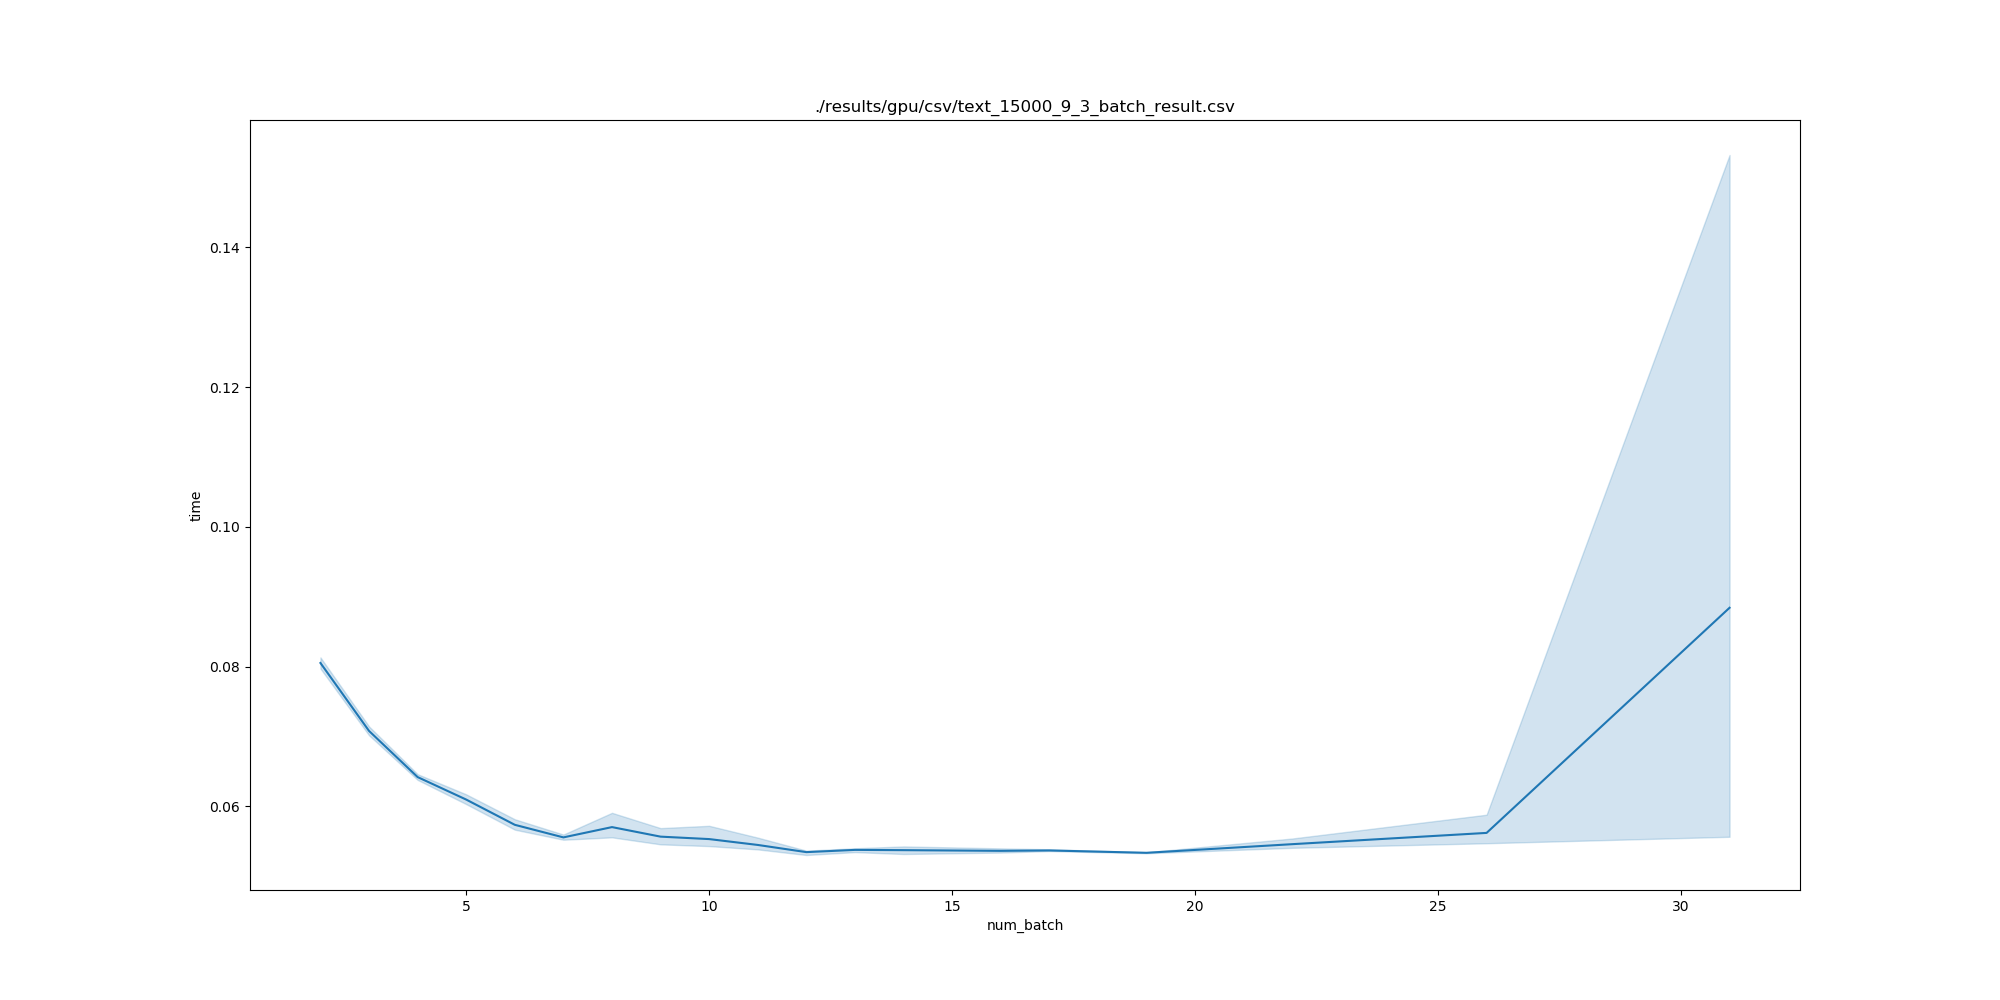 ./results/gpu/csv/text_15000_9_3_batch_result.csv
0.14
0.12
0.10
0.08
0.06
time
5 10 15 20 25 30
num_batch